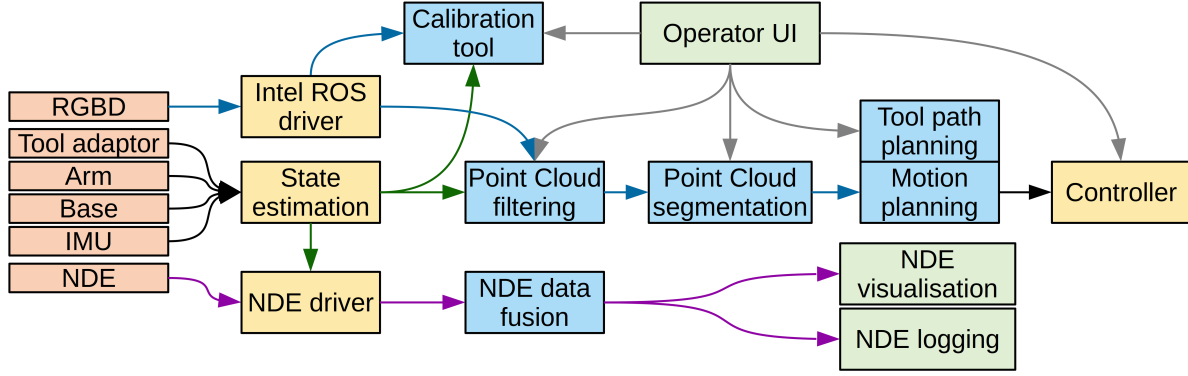 Calibration
tool
Operator UI
RGBD
Intel ROS
driver
Tool adaptor
Arm
Base
IMU
NDE
State
estimation
Point Cloud
filtering
Point Cloud
segmentation
Tool path
planning
Motion
planning
Controller
NDE driver
NDE data
fusion
NDE
visualisation
NDE logging